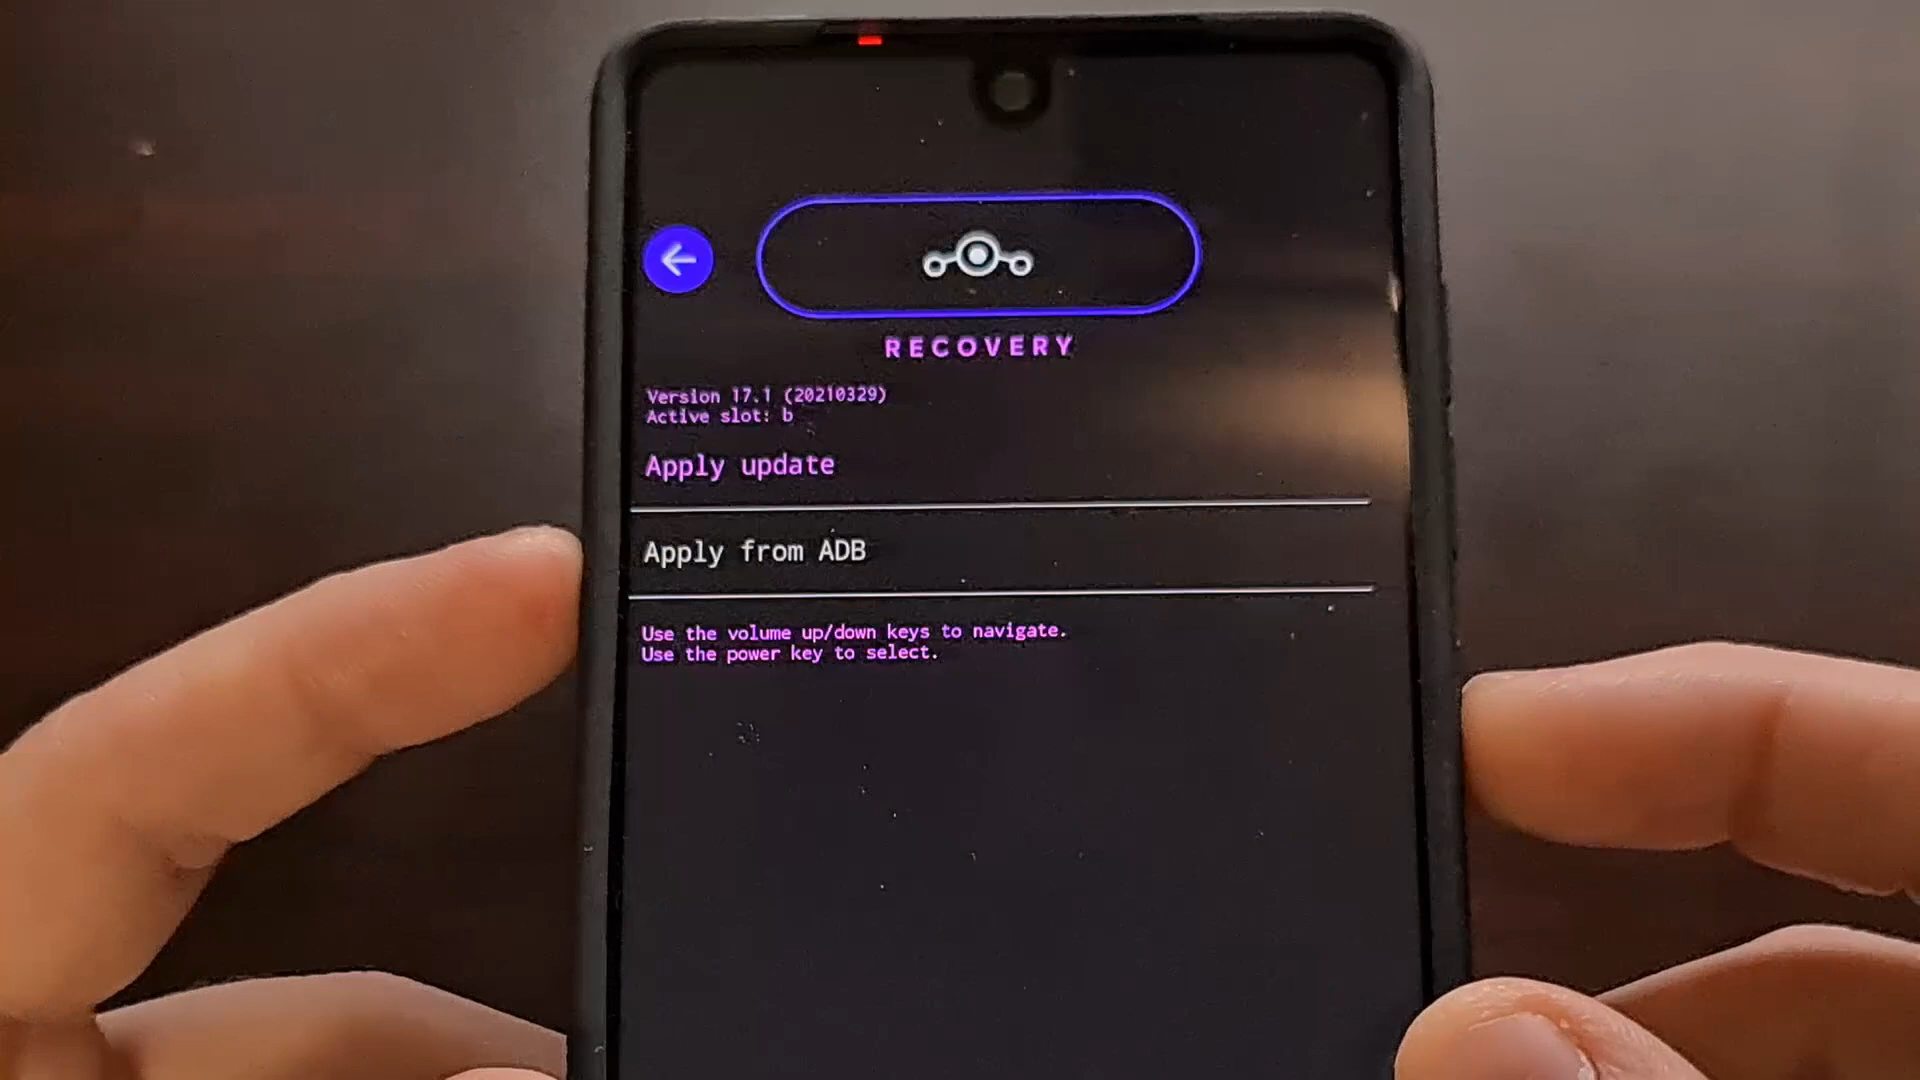 RECOVERY
Version 17.1 (20210329)
Active slot: b
Apply update
Apply from ADB
Use the volume up/down keys to navigate.
Use the power key to select.